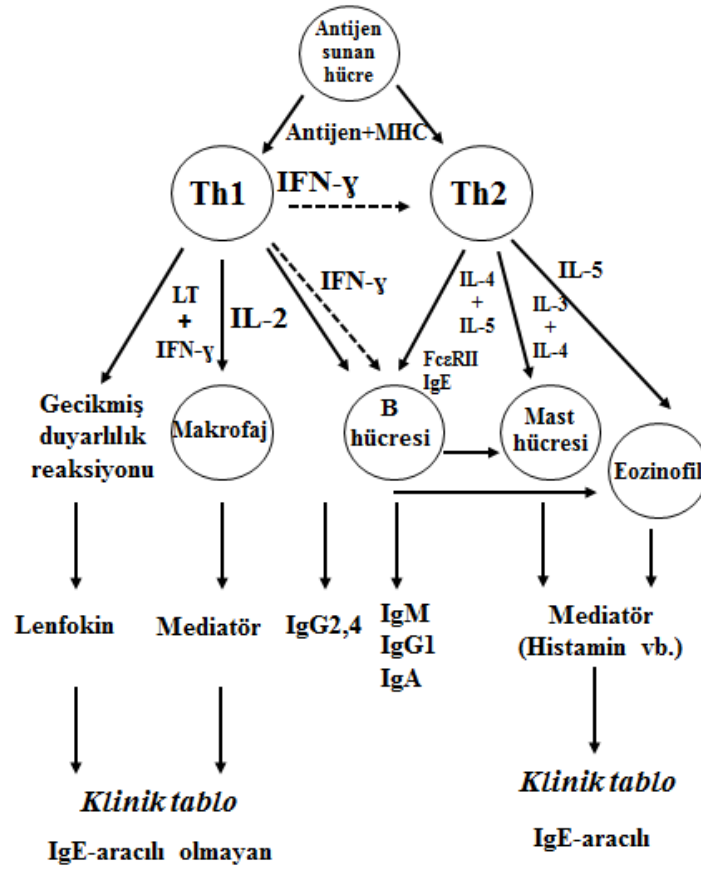 Antijen
sunan
hücre
Antijen+MHC
Th1
IFN-ɣ
Th2
LT
+
IFN-ɣ
IL-2
IFN-ɣ
IL-4
+
IL-5
IL-3
+
IL-4
IL-5
FcεRII
IgE
Gecikmiş
duyarlılık
reaksiyonu
Makrofaj
B
hücresi
Mast
hücresi
Eozinofil
Lenfokin
Mediatör
IgG2,4
IgM
IgG1
IgA
Mediatör
(Histamin vb.)
Klinik tablo
IgE-aracılı olmayan
Klinik tablo
IgE-aracılı